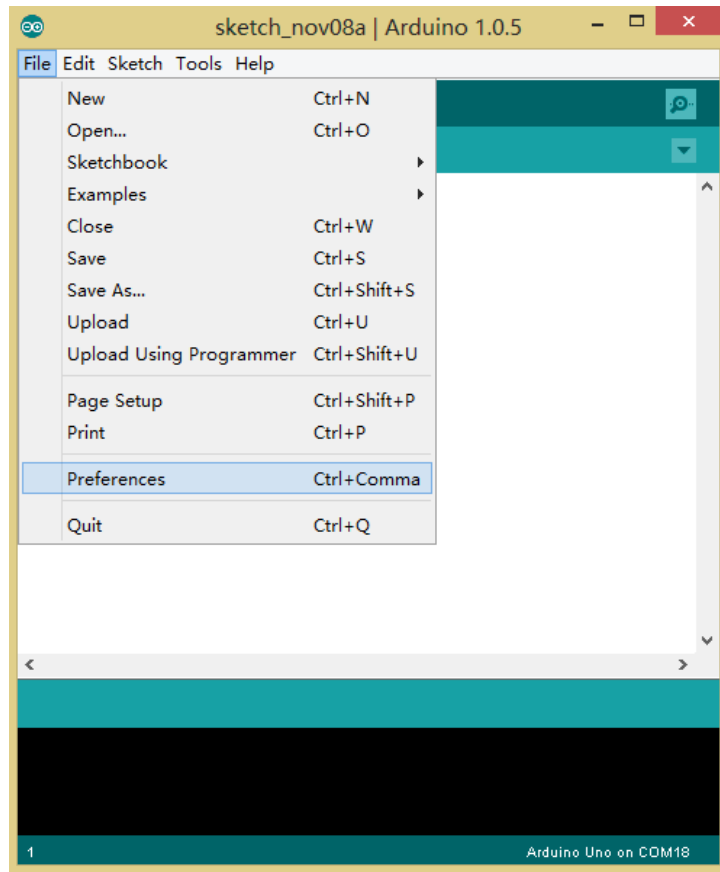 sketch_nov08a | Arduino 1.0.5
File Edit Sketch Tools Help
New Ctrl+N
Open... Ctrl+O
Sketchbook
Examples
Close Ctrl+W
Save Ctrl+S
Save As... Ctrl+Shift+S
Upload Ctrl+U
Upload Using Programmer Ctrl+Shift+U
Page Setup Ctrl+Shift+P
Print Ctrl+P
Preferences Ctrl+Comma
Quit Ctrl+Q
1 Arduino Uno on COM18